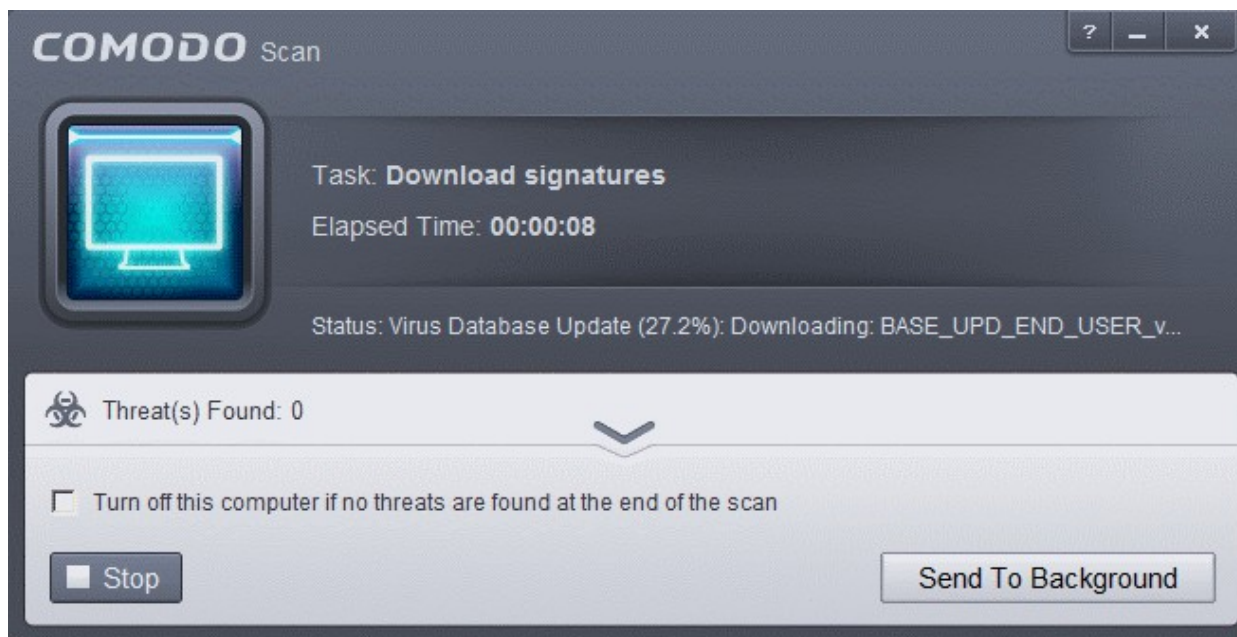 COMODO Scan
?
Task: Download signatures
Elapsed Time: 00:00:08
Status: Virus Database Update (27.2%): Downloading: BASE_UPD_END_USER_v...
Threat(s) Found: 0
Turn off this computer if no threats are found at the end of the scan
Stop
Send To Background